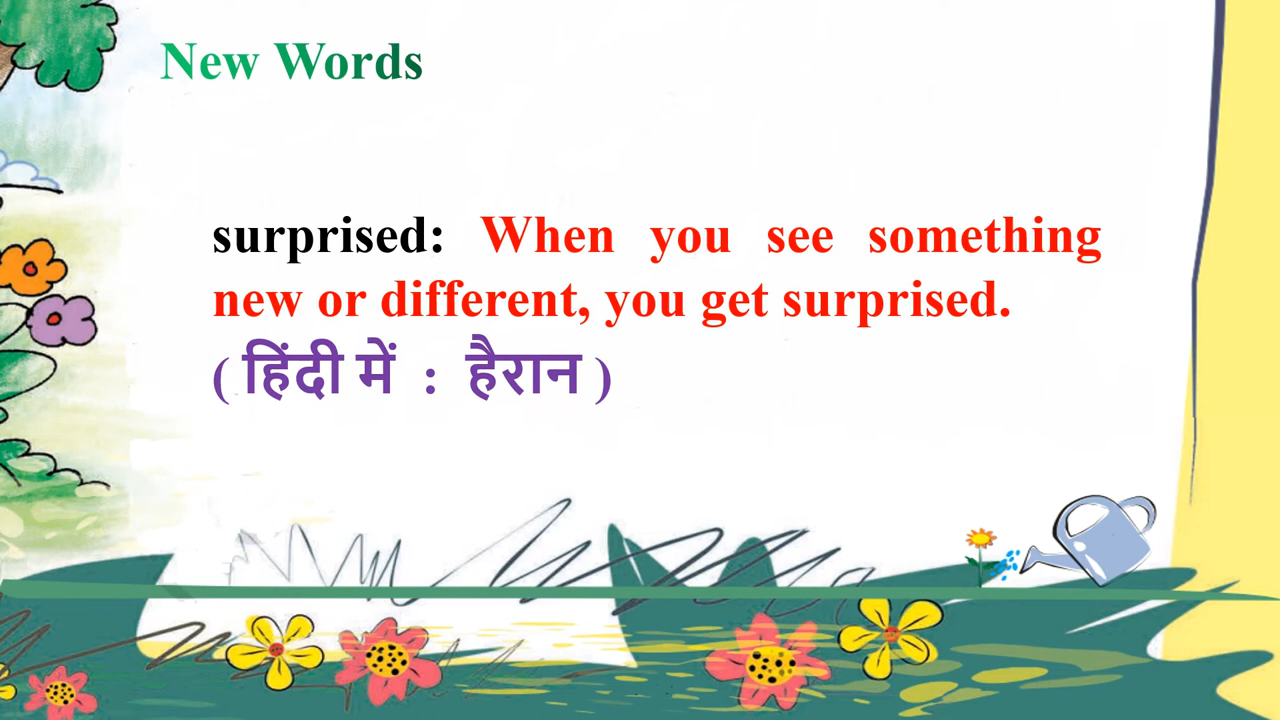 New Words
surprised: When you see something
new or different, you get surprised.
( हिंदी में : हैरान )